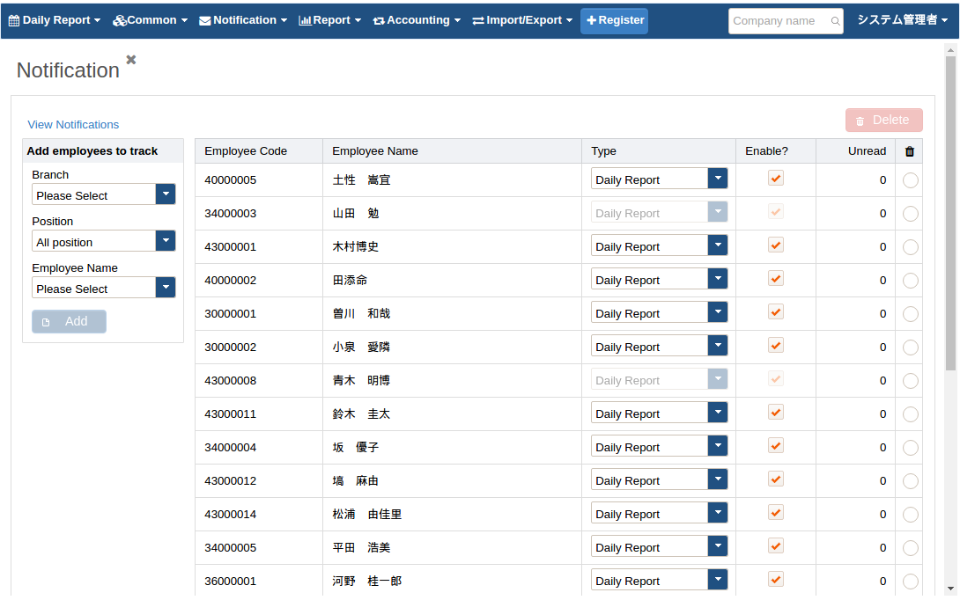 Daily Report Common Notification Report Accounting Import/Export Register Company name システム管理者
Notification
View Notifications Delete
Add employees to track
Branch
Please Select
Position
All position
Employee Name
Please Select
Add
Employee Code Employee Name Type Enable? Unread
40000005 土性 嵩宜 Daily Report 0
34000003 山田 勉 Daily Report 0
43000001 木村博史 Daily Report 0
40000002 田添命 Daily Report 0
30000001 曽川 和哉 Daily Report 0
30000002 小泉 愛隣 Daily Report 0
43000008 青木 明博 Daily Report 0
43000011 鈴木 圭太 Daily Report 0
34000004 坂 優子 Daily Report 0
43000012 塙 麻由 Daily Report 0
43000014 松浦 由佳里 Daily Report 0
34000005 平田 浩美 Daily Report 0
36000001 河野 桂一郎 Daily Report 0